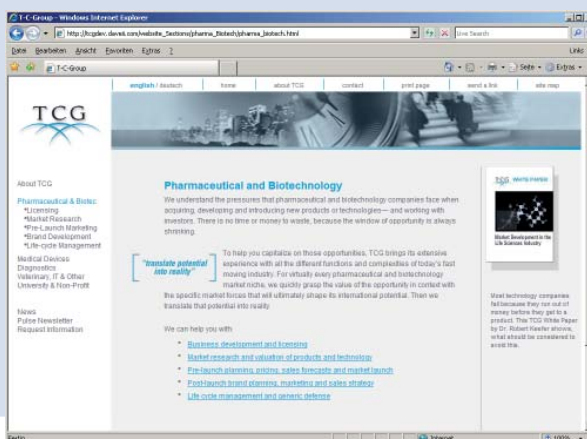 T-C-Group - Windows Internet Explorer
Live Search
Datei Bearbeiten Ansicht Favoriten Extras ?
Links
T-C-Group
Seite Extras
english / deutsch home about TCG contact print page send a link site map
TCG
About TCG
Pharmaceutical & Biotec
*Licensing
*Market Research
*Pre-Launch Marketing
*Brand Development
*Life-cycle Management
Medical Devices
Diagnostics
Veterinary, IT & Other
University & Non-Profit
News
Pulse Newsletter
Request Information
Pharmaceutical and Biotechnology
We understand the pressures that pharmaceutical and biotechnology companies face when
acquiring, developing and introducing new products or technologies— and working with
investors. There is no time or money to waste, because the window of opportunity is always
shrinking.
"translate potential
into reality"
To help you capitalize on those opportunities, TCG brings its extensive
experience with all the different functions and complexities of today's fast
moving industry. For virtually every pharmaceutical and biotechnology
market niche, we quickly grasp the value of the opportunity in context with
the specific market forces that will ultimately shape its international potential. Then we
translate that potential into reality.
We can help you with
* Business development and licensing
* Market research and valuation of products and technology
* Pre-launch planning, pricing, sales forecasts and market launch
* Post-launch brand planning, marketing and sales strategy
* Life cycle management and generic defense
TCG WHITE PAPER
Market Development in the
Life Sciences Industry
Most technology companies
fail because they run out of
money before they get to a
product. This TCG White Paper
by Dr. Robert Keefer shows,
what should be considered to
avoid this.
Fertig
Internet
100%